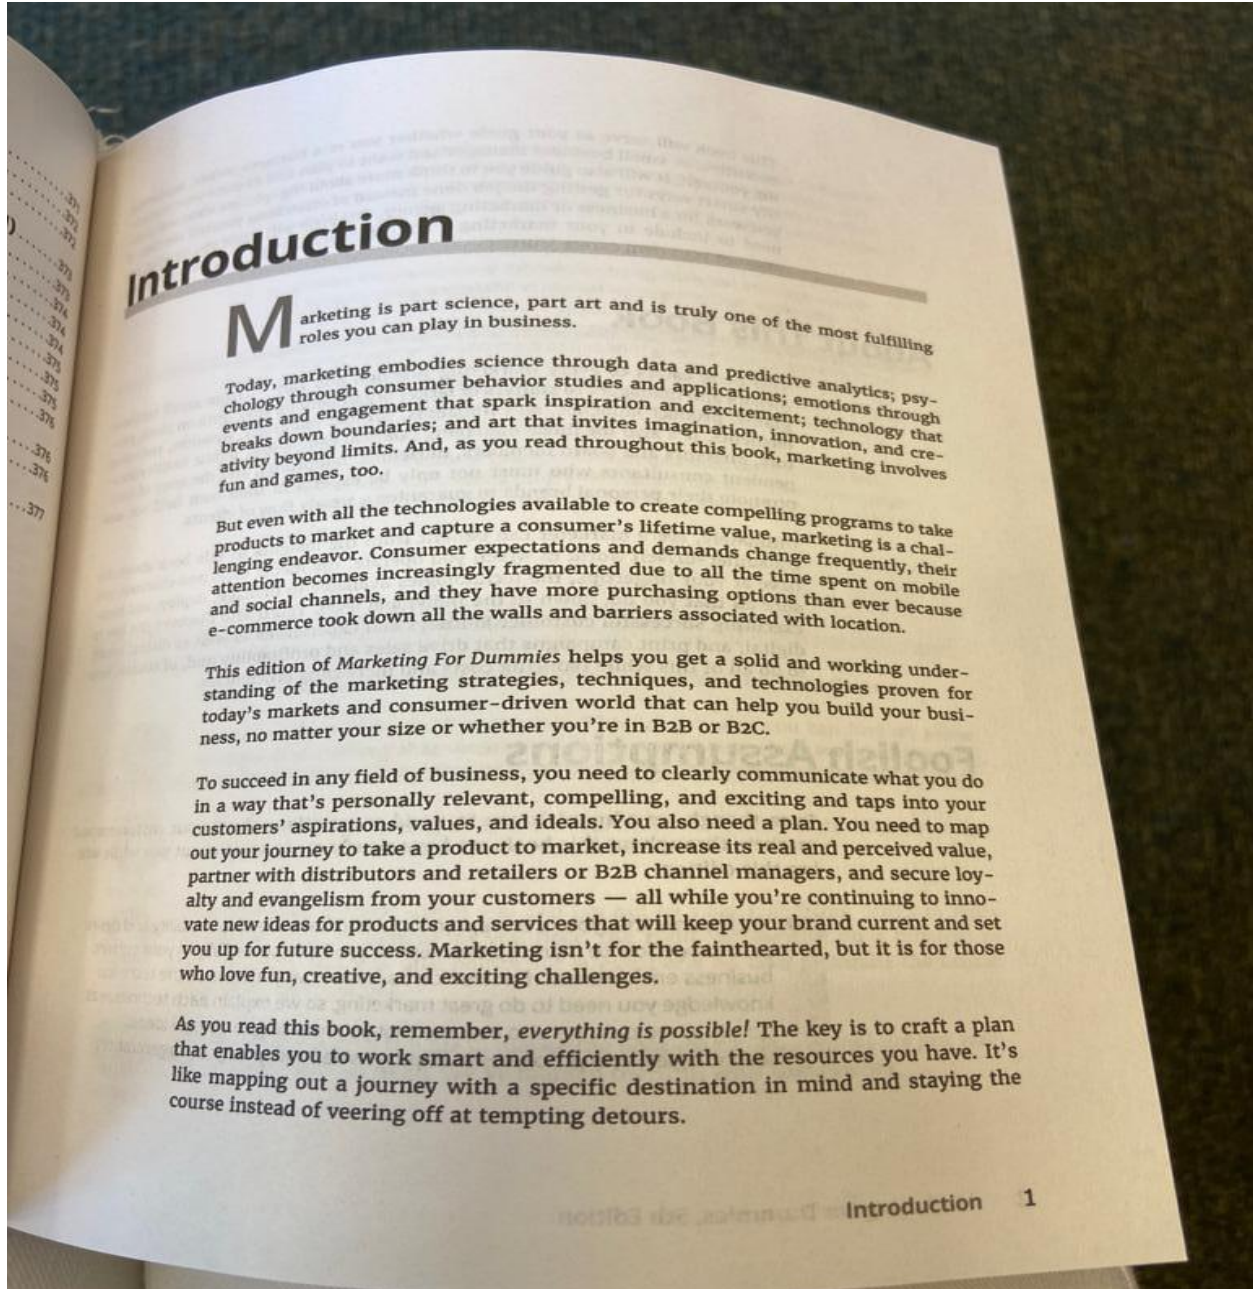 371
372
372
)
373
373
374
374
374
375
375
375
376
376
376
377
Introduction
Marketing is part science, part art and is truly one of the most fulfilling
roles you can play in business.
Today, marketing embodies science through data and predictive analytics; psy-
chology through consumer behavior studies and applications; emotions through
events and engagement that spark inspiration and excitement; technology that
breaks down boundaries; and art that invites imagination, innovation, and cre-
ativity beyond limits. And, as you read throughout this book, marketing involves
fun and games, too.
But even with all the technologies available to create compelling programs to take
products to market and capture a consumer’s lifetime value, marketing is a chal-
lenging endeavor. Consumer expectations and demands change frequently, their
attention becomes increasingly fragmented due to all the time spent on mobile
and social channels, and they have more purchasing options than ever because
e-commerce took down all the walls and barriers associated with location.
This edition of Marketing For Dummies helps you get a solid and working under-
standing of the marketing strategies, techniques, and technologies proven for
today’s markets and consumer-driven world that can help you build your busi-
ness, no matter your size or whether you’re in B2B or B2C.
To succeed in any field of business, you need to clearly communicate what you do
in a way that’s personally relevant, compelling, and exciting and taps into your
customers’ aspirations, values, and ideals. You also need a plan. You need to map
out your journey to take a product to market, increase its real and perceived value,
partner with distributors and retailers or B2B channel managers, and secure loy-
alty and evangelism from your customers — all while you’re continuing to inno-
vate new ideas for products and services that will keep your brand current and set
you up for future success. Marketing isn’t for the fainthearted, but it is for those
who love fun, creative, and exciting challenges.
As you read this book, remember, everything is possible! The key is to craft a plan
that enables you to work smart and efficiently with the resources you have. It’s
like mapping out a journey with a specific destination in mind and staying the
course instead of veering off at tempting detours.
Introduction 1